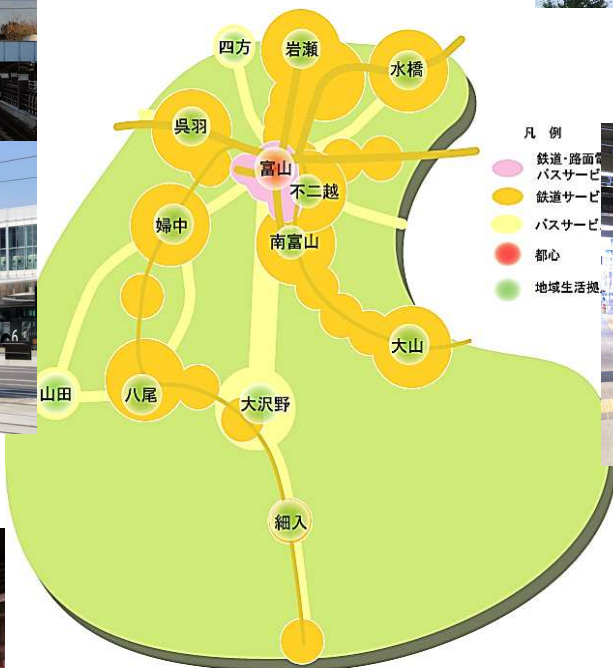 四方
岩瀬
水橋
呉羽
富山
不二越
婦中
南富山
大山
山田
八尾
大沢野
細入
凡 例
鉄道・路面
バスサービ
鉄道サービ
バスサービ
都心
地域生活拠